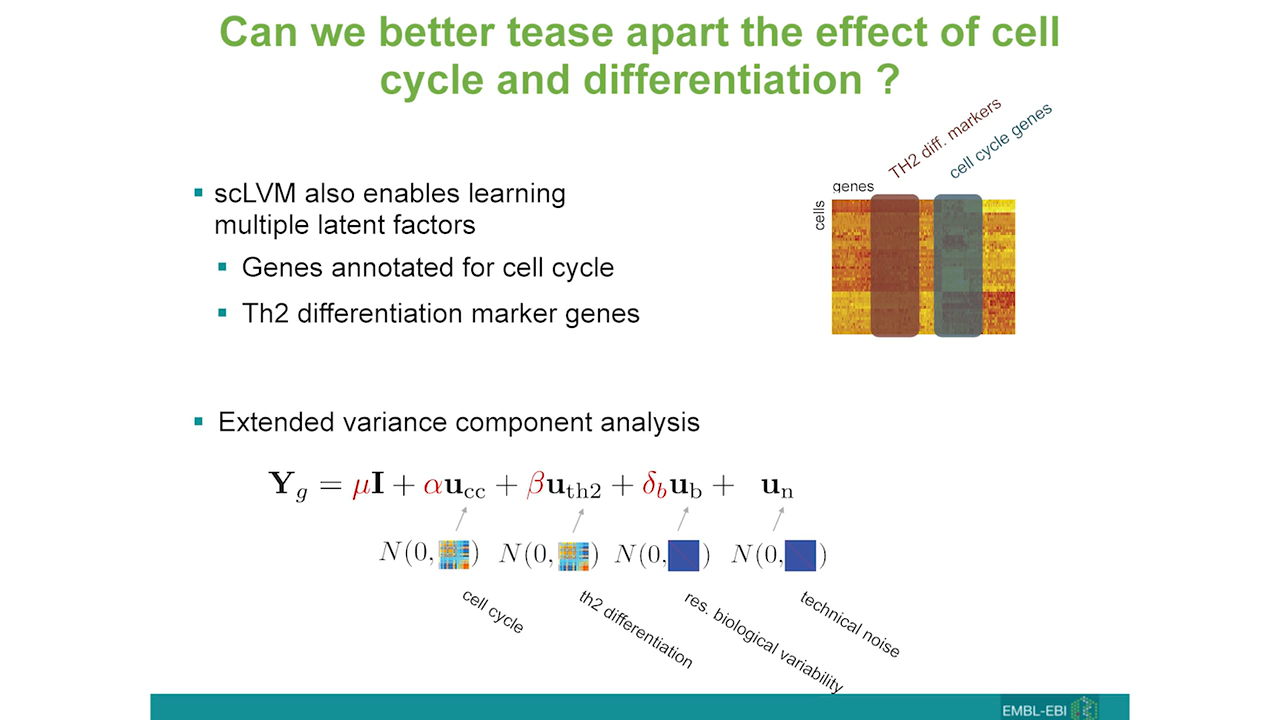 Can we better tease apart the effect of cell
cycle and differentiation ?
TH2 diff. markers
cell cycle genes
genes
cells
▪ scLVM also enables learning
multiple latent factors
▪ Genes annotated for cell cycle
▪ Th2 differentiation marker genes
▪ Extended variance component analysis
Y_g = μI + αu_cc + βu_th2 + δ_b u_b + u_n
N(0, ) N(0, ) N(0, ) N(0, )
cell cycle
th2 differentiation
res. biological variability
technical noise
EMBL-EBI